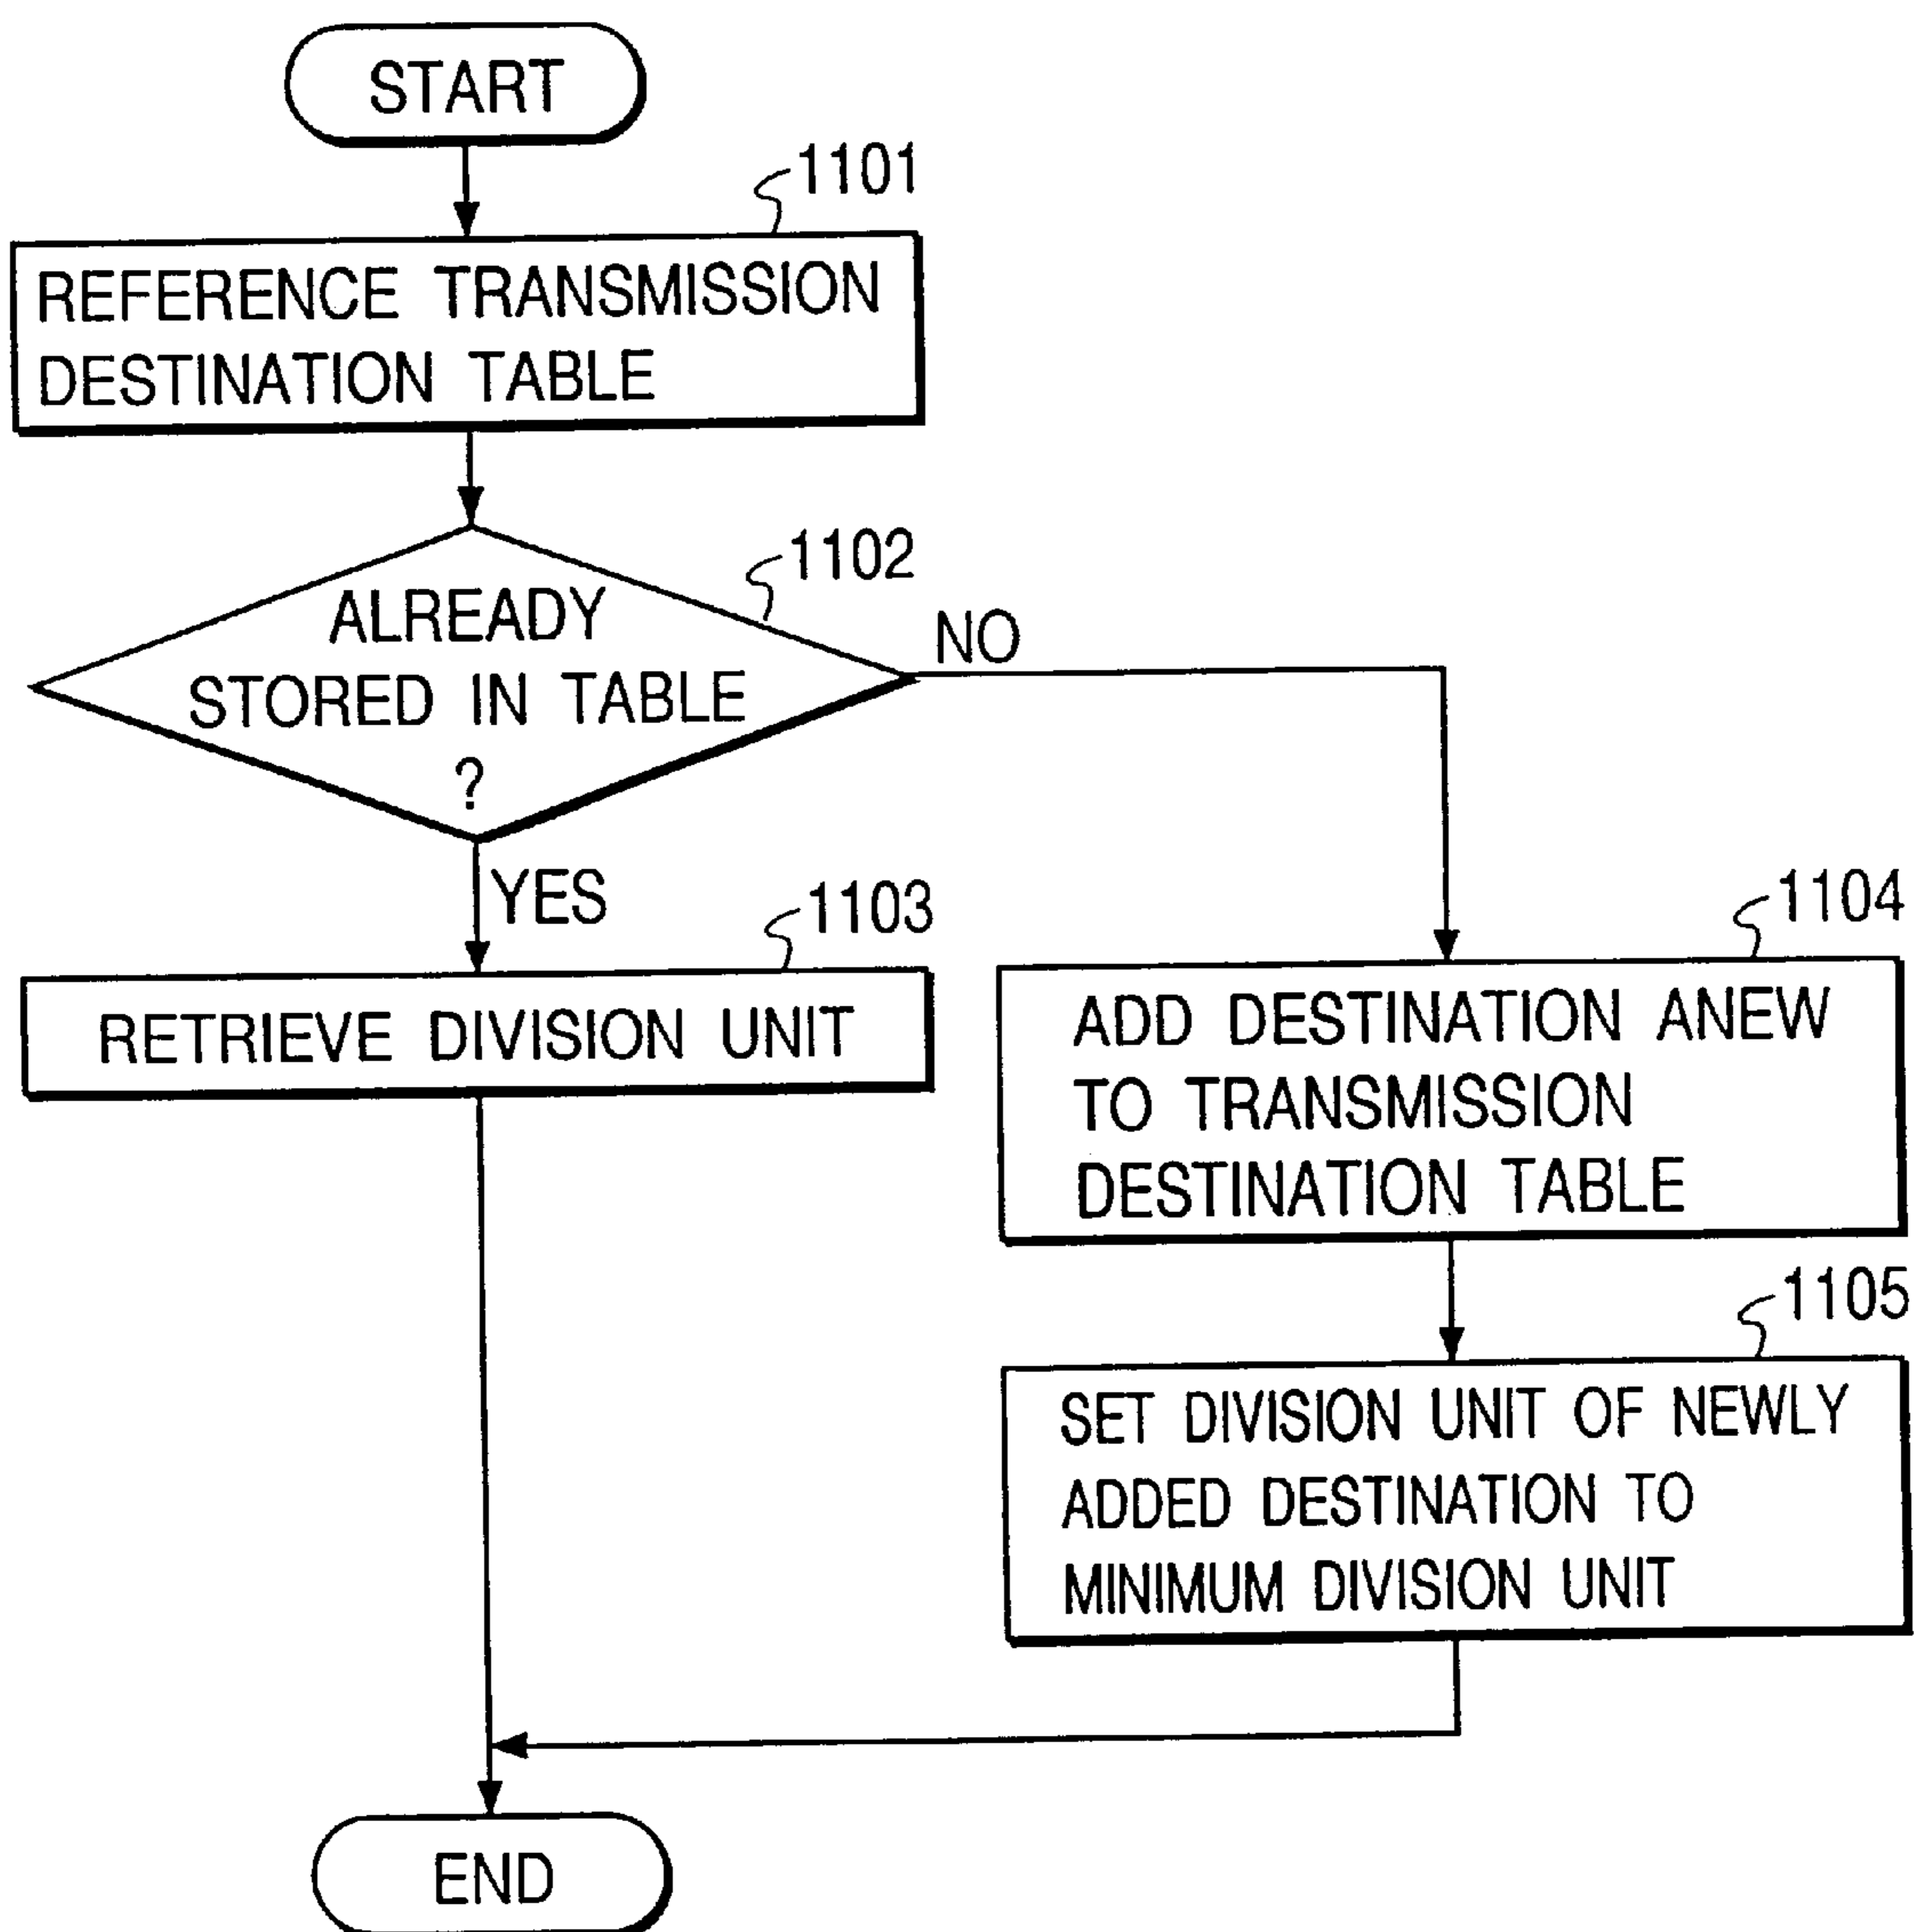 START
1101
REFERENCE TRANSMISSION
DESTINATION TABLE
1102
ALREADY
STORED IN TABLE
?
NO
YES
1103
RETRIEVE DIVISION UNIT
1104
ADD DESTINATION ANEW
TO TRANSMISSION
DESTINATION TABLE
1105
SET DIVISION UNIT OF NEWLY
ADDED DESTINATION TO
MINIMUM DIVISION UNIT
END